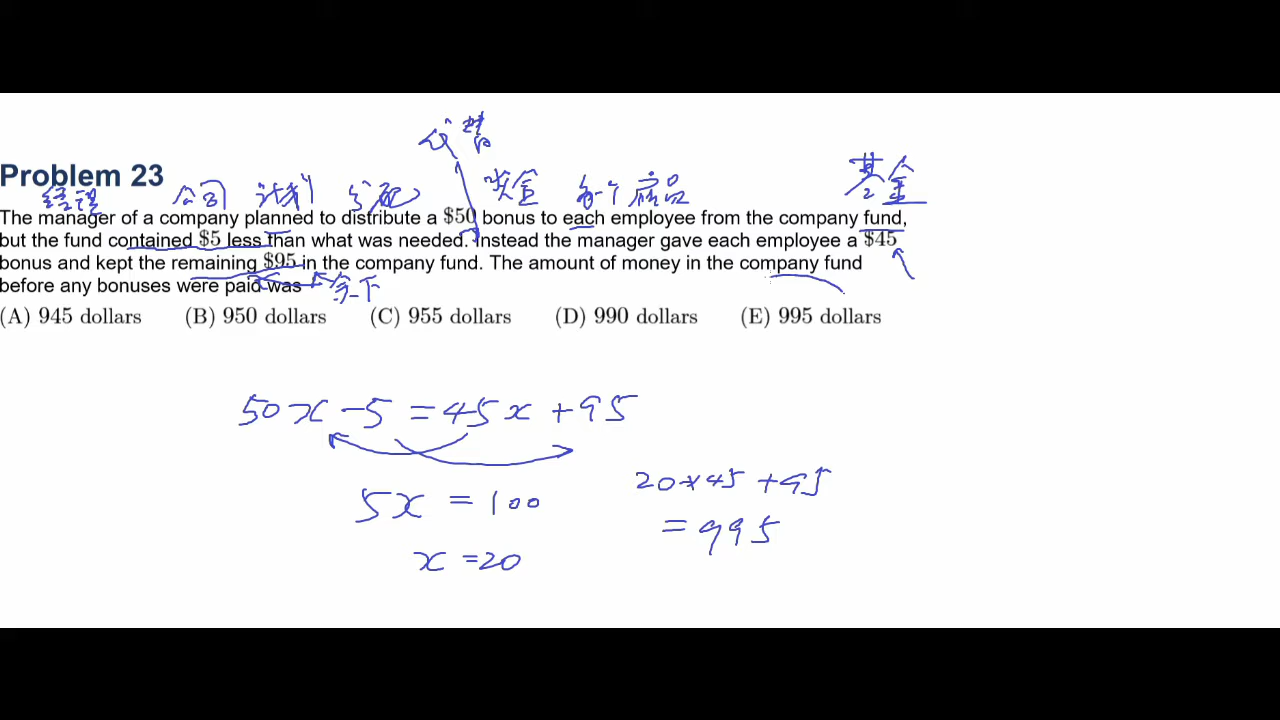 Problem 23
经理 公司 计划 分配 奖金 每个 基金
The manager of a company planned to distribute a $50 bonus to each employee from the company fund,
but the fund contained $5 less than what was needed. Instead the manager gave each employee a $45
bonus and kept the remaining $95 in the company fund. The amount of money in the company fund
before any bonuses were paid was
余下
(A) 945 dollars (B) 950 dollars (C) 955 dollars (D) 990 dollars (E) 995 dollars
50x -5 = 45x +95
5x = 100
x = 20
20×45 +95
= 995